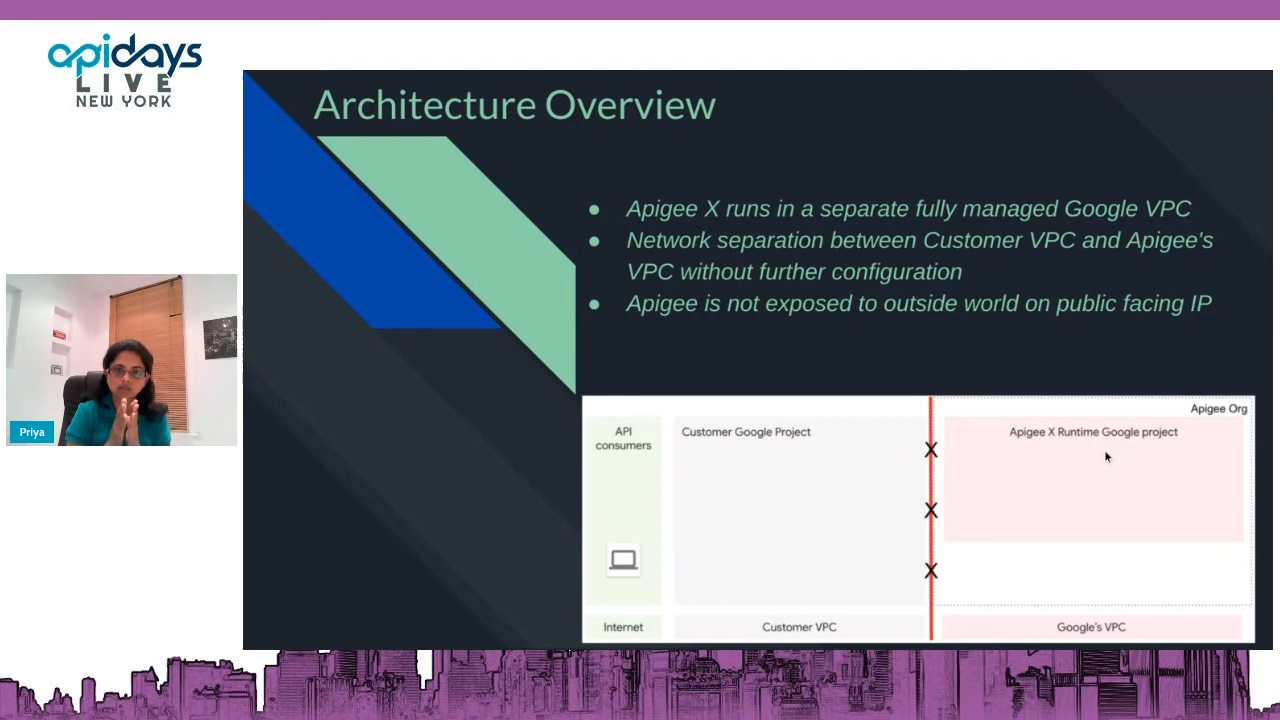 apidays
LIVE
NEW YORK
Architecture Overview
● Apigee X runs in a separate fully managed Google VPC
● Network separation between Customer VPC and Apigee's
VPC without further configuration
● Apigee is not exposed to outside world on public facing IP
Priya
Apigee Org
API
consumers
Customer Google Project
Apigee X Runtime Google project
X
X
X
Internet
Customer VPC
Google's VPC